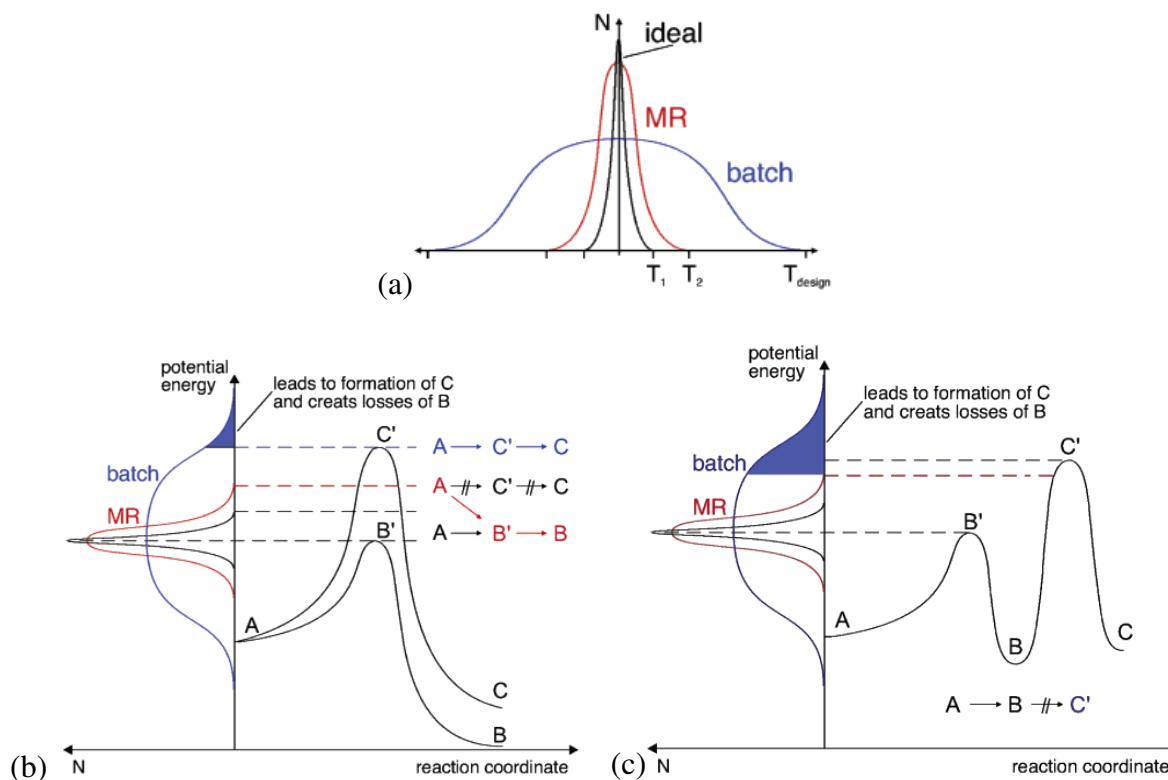 N
ideal
MR
batch
T1 T2 Tdesign
(a)
potential
energy
leads to formation of C
and creats losses of B
C'
A → C' → C
batch
A -//→ C' -//→ C
MR
B'
A → B' → B
A
C
B
(b)
N
reaction coordinate
potential
energy
leads to formation of C
and creats losses of B
C'
batch
MR
B'
A
B
C
A → B -//→ C'
(c)
N
reaction coordinate